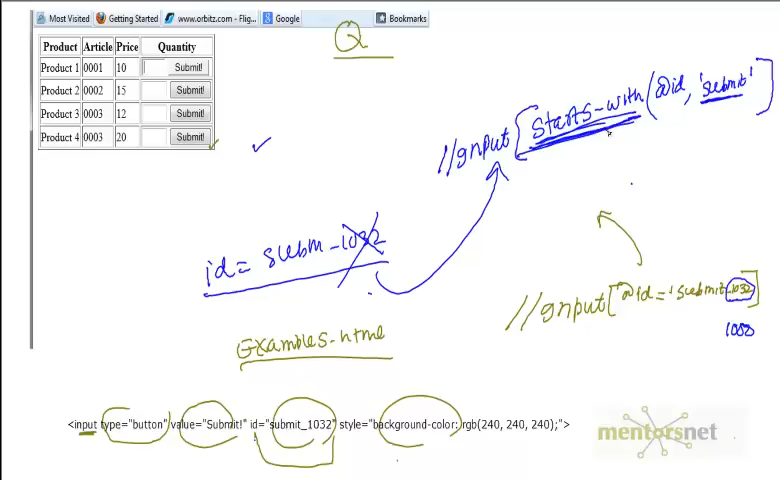 Most Visited Getting Started www.orbitz.com - Flig... Google Bookmarks
Product Article Price Quantity
Product 1 0001 10 Submit!
Product 2 0002 15 Submit!
Product 3 0003 12 Submit!
Product 4 0003 20 Submit!
Q
//input[starts-with(@id, 'submit')]
id= subm_1032
//input[@id='submit_1032]
1000
Examples.html
<input type="button" value="Submit!" id="submit_1032" style="background-color: rgb(240, 240, 240);">
mentorsnet